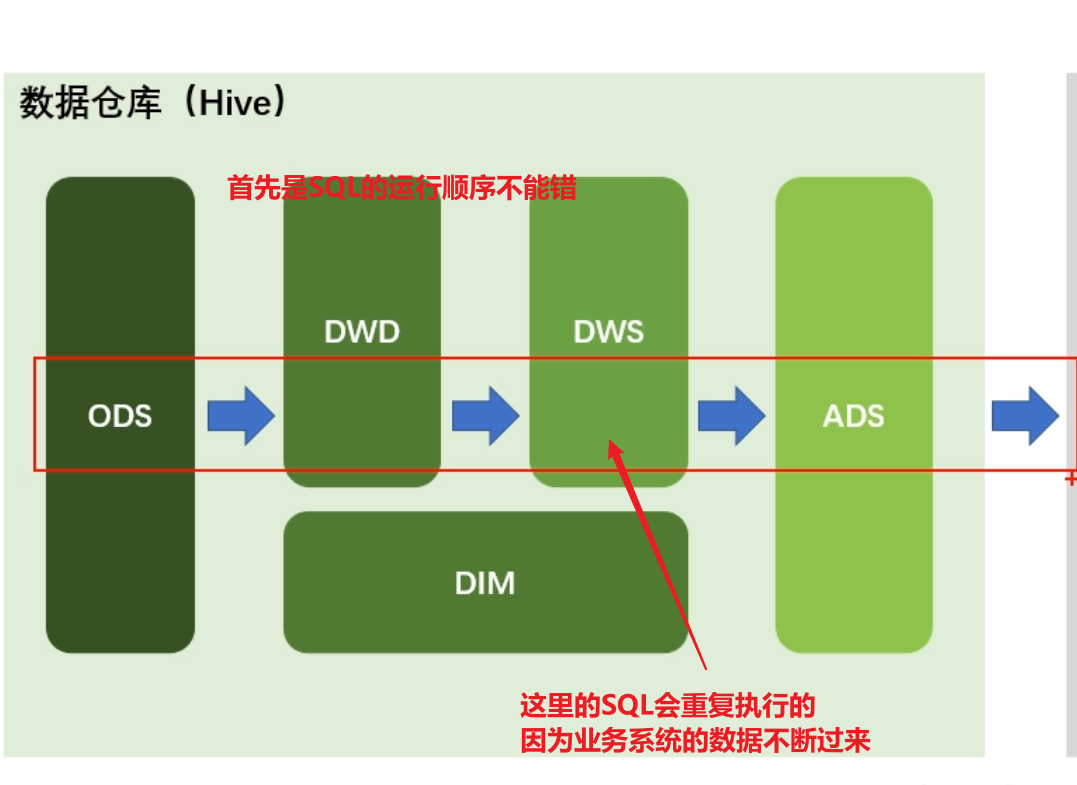 数据仓库（Hive）
首先是SQL的运行顺序不能错
DWD
DWS
ODS
ADS
DIM
这里的SQL会重复执行的
因为业务系统的数据不断过来